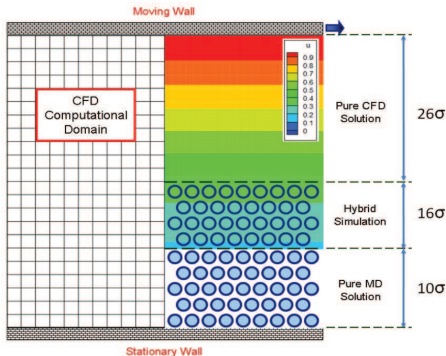 Moving Wall
u
0.9
0.8
0.7
0.6
0.5
0.4
0.3
0.2
0.1
0
CFD
Computational
Domain
Pure CFD
Solution
26σ
Hybrid
Simulation
16σ
Pure MD
Solution
10σ
Stationary Wall